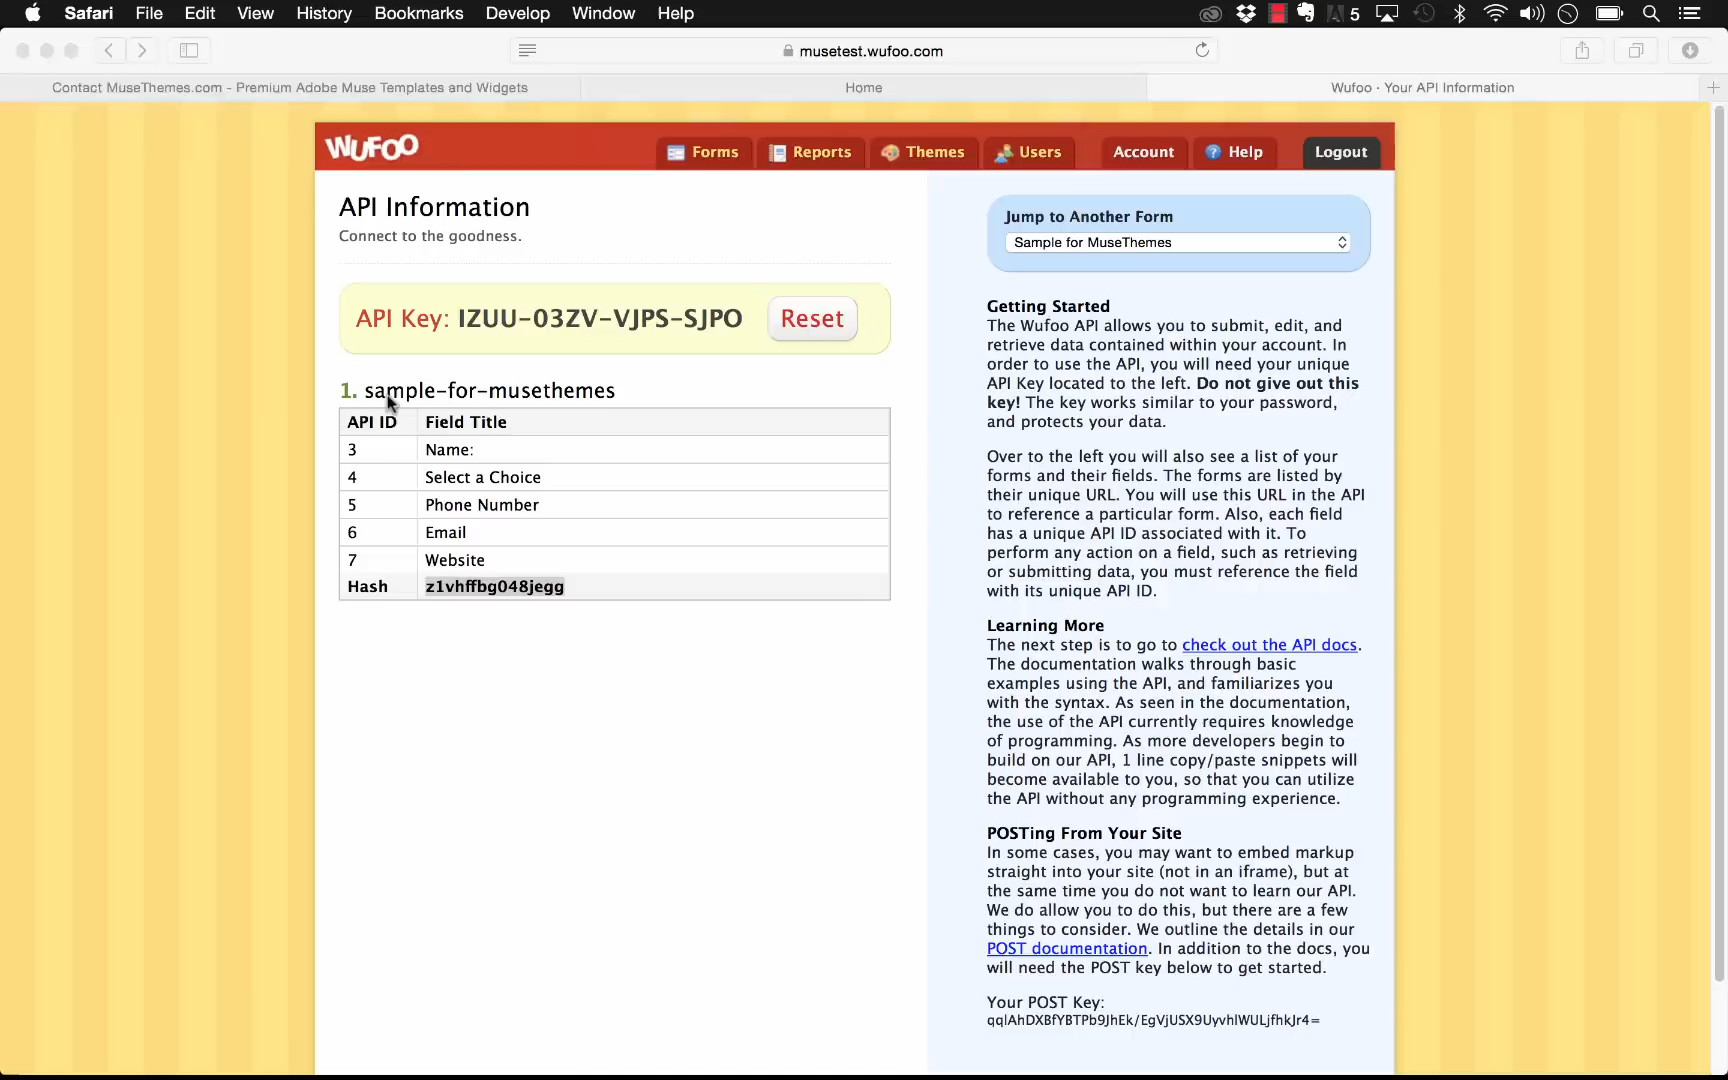 Safari File Edit View History Bookmarks Develop Window Help 5
musetest.wufoo.com
Contact MuseThemes.com - Premium Adobe Muse Templates and Widgets
Home
Wufoo · Your API Information
WUFOO
Forms Reports Themes Users Account Help Logout
API Information
Connect to the goodness.
API Key: IZUU-03ZV-VJPS-SJPO Reset
1. sample-for-musethemes
API ID Field Title
3 Name:
4 Select a Choice
5 Phone Number
6 Email
7 Website
Hash z1vhffbg048jegg
Jump to Another Form
Sample for MuseThemes
Getting Started
The Wufoo API allows you to submit, edit, and
retrieve data contained within your account. In
order to use the API, you will need your unique
API Key located to the left. Do not give out this
key! The key works similar to your password,
and protects your data.
Over to the left you will also see a list of your
forms and their fields. The forms are listed by
their unique URL. You will use this URL in the API
to reference a particular form. Also, each field
has a unique API ID associated with it. To
perform any action on a field, such as retrieving
or submitting data, you must reference the field
with its unique API ID.
Learning More
The next step is to go to check out the API docs.
The documentation walks through basic
examples using the API, and familiarizes you
with the syntax. As seen in the documentation,
the use of the API currently requires knowledge
of programming. As more developers begin to
build on our API, 1 line copy/paste snippets will
become available to you, so that you can utilize
the API without any programming experience.
POSTing From Your Site
In some cases, you may want to embed markup
straight into your site (not in an iframe), but at
the same time you do not want to learn our API.
We do allow you to do this, but there are a few
things to consider. We outline the details in our
POST documentation. In addition to the docs, you
will need the POST key below to get started.
Your POST Key:
qqlAhDXBfYBTPb9JhEk/EgVjUSX9UyvhlWULjfhkJr4=